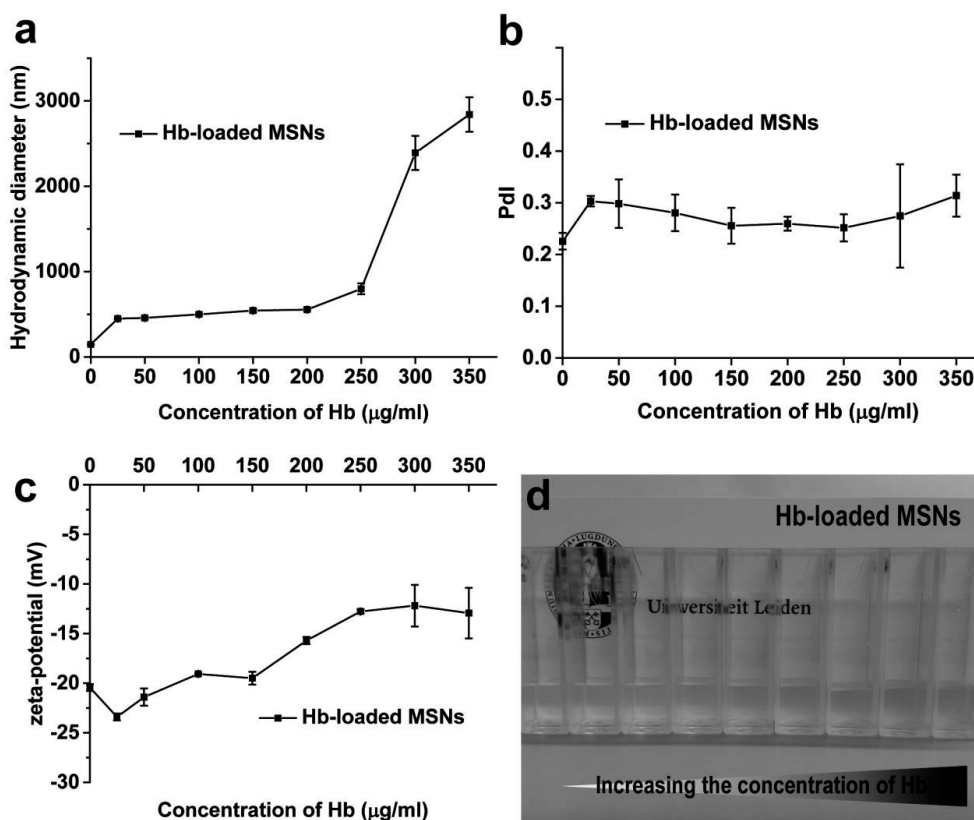 a
3000
2000
1000
0
0 50 100 150 200 250 300 350
Hydrodynamic diameter (nm)
Concentration of Hb (μg/ml)
Hb-loaded MSNs
b
0.5
0.4
0.3
0.2
0.1
0.0
0 50 100 150 200 250 300 350
PdI
Concentration of Hb (μg/ml)
Hb-loaded MSNs
c
0 50 100 150 200 250 300 350
0
-5
-10
-15
-20
-25
-30
zeta-potential (mV)
Hb-loaded MSNs
Concentration of Hb (μg/ml)
d
Hb-loaded MSNs
LUGDUN
Universiteit Leiden
Increasing the concentration of Hb